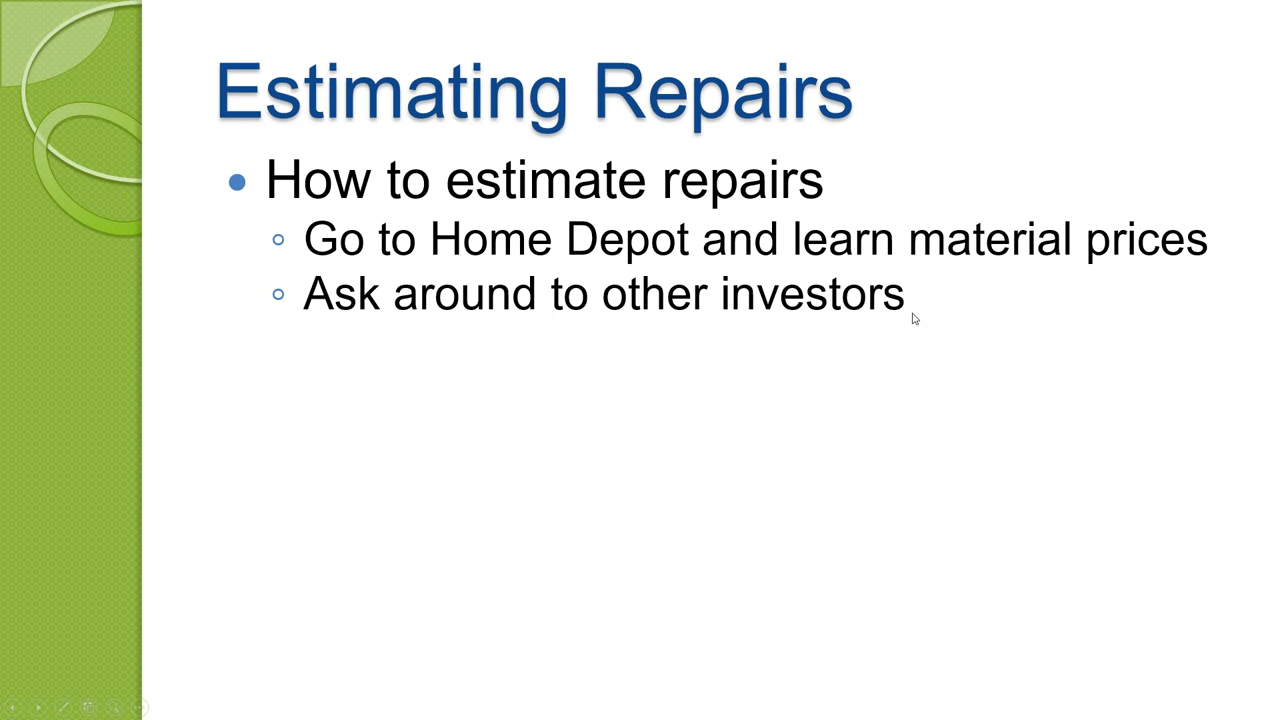 Estimating Repairs
How to estimate repairs
Go to Home Depot and learn material prices
Ask around to other investors